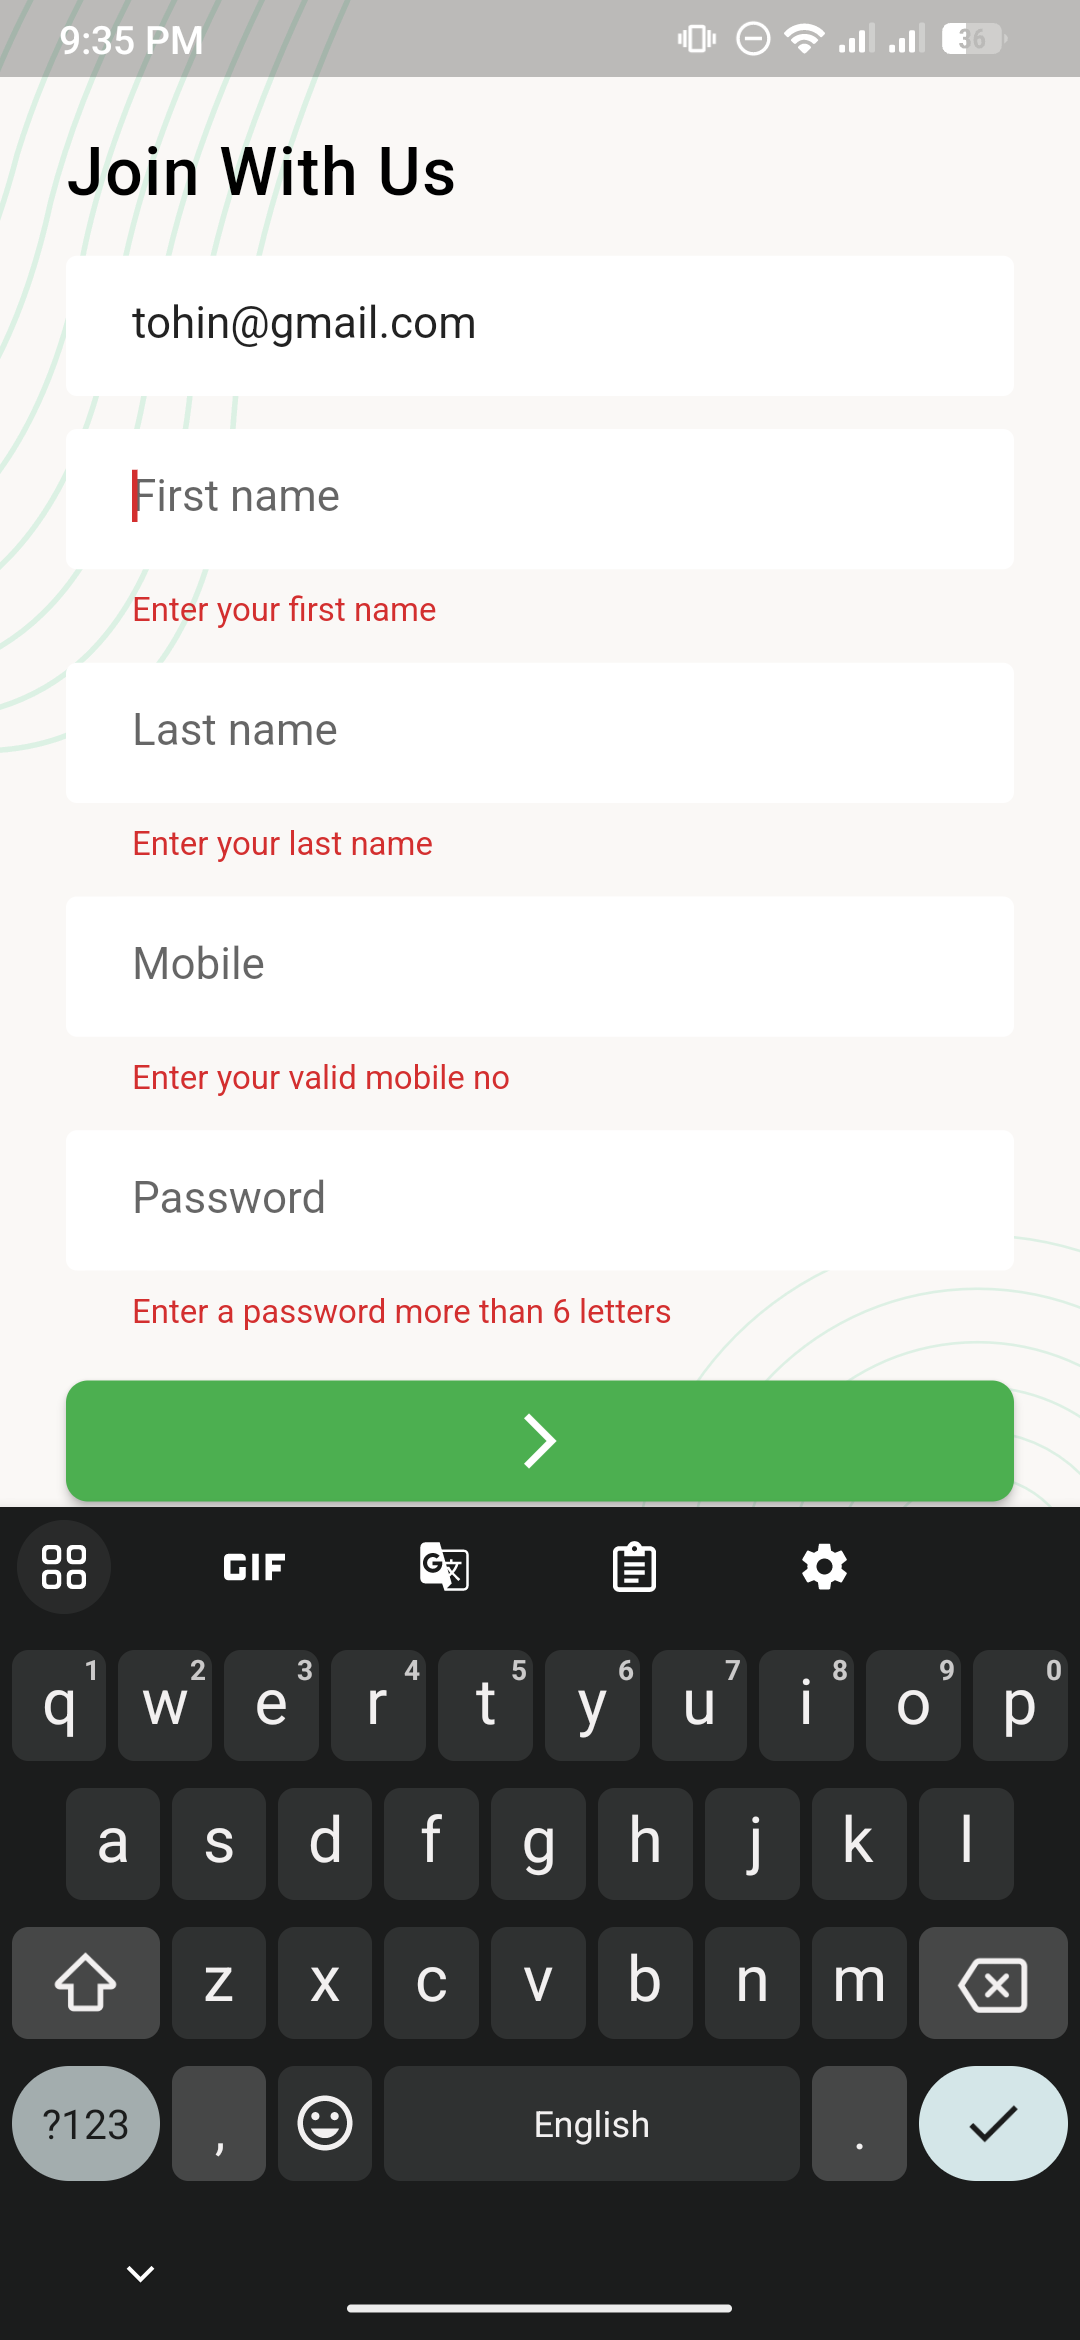 9:35 PM
36
Join With Us
tohin@gmail.com
First name
Enter your first name
Last name
Enter your last name
Mobile
Enter your valid mobile no
Password
Enter a password more than 6 letters
GIF
G 文
q 1 w 2 e 3 r 4 t 5 y 6 u 7 i 8 o 9 p 0
a s d f g h j k l
z x c v b n m
?123 , English .